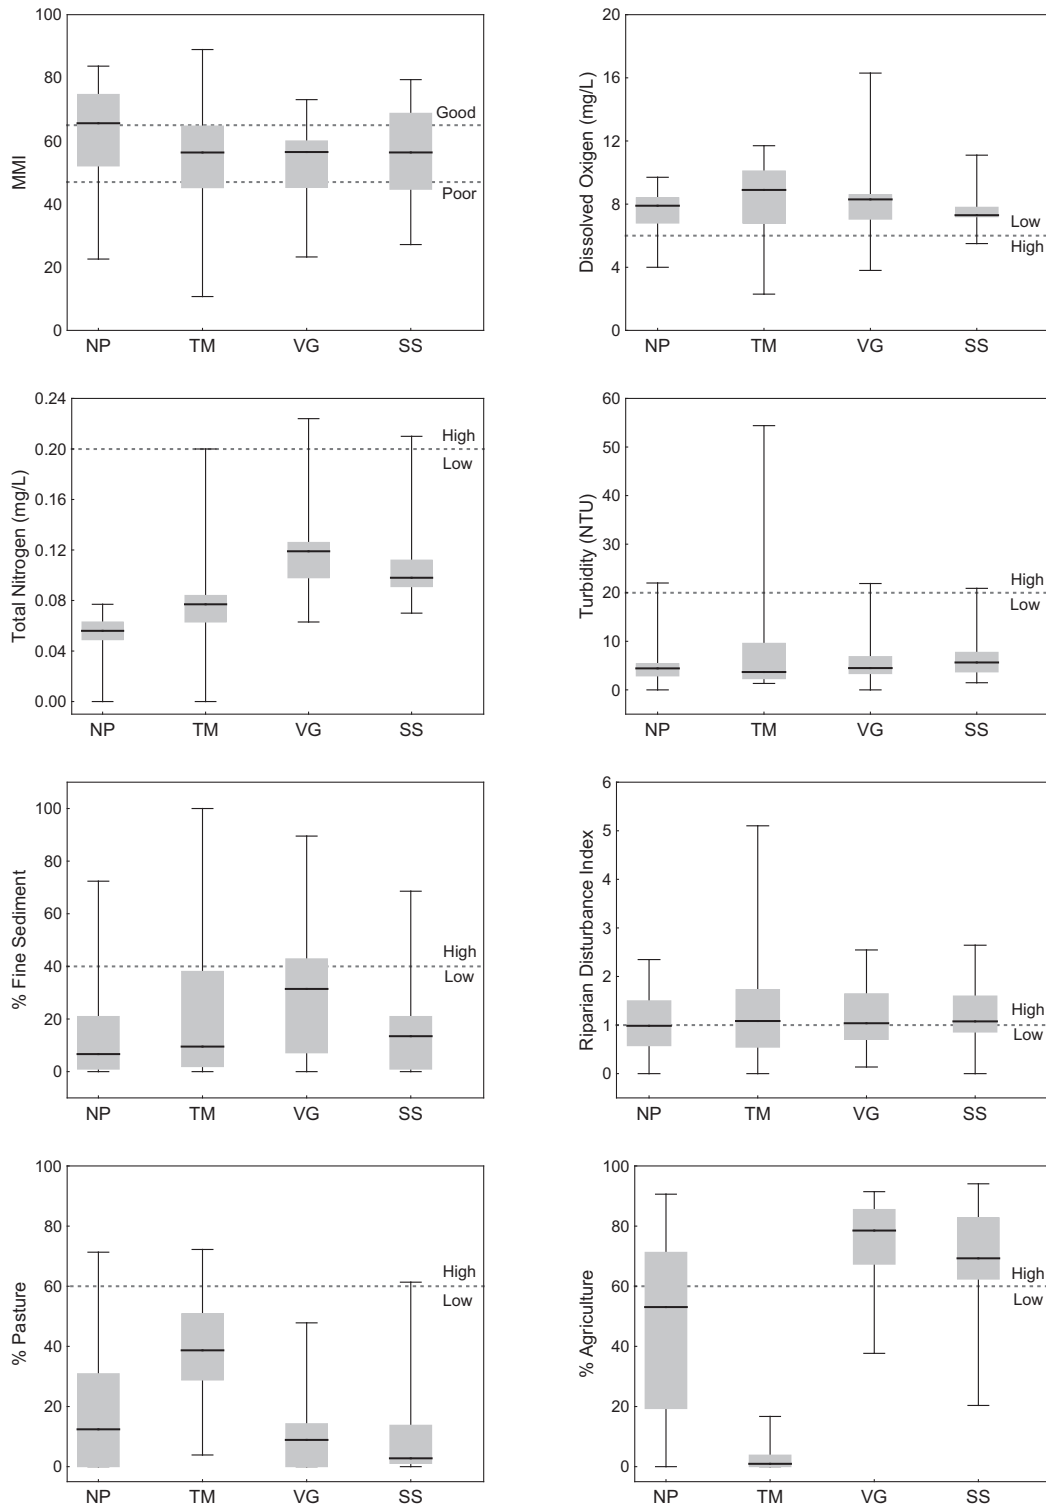 100
80
60
40
20
0
MMI
Good
Poor
NP TM VG SS
20
16
12
8
4
0
Dissolved Oxigen (mg/L)
Low
High
NP TM VG SS
0.24
0.20
0.16
0.12
0.08
0.04
0.00
Total Nitrogen (mg/L)
High
Low
NP TM VG SS
60
50
40
30
20
10
0
Turbidity (NTU)
High
Low
NP TM VG SS
100
80
60
40
20
0
% Fine Sediment
High
Low
NP TM VG SS
6
5
4
3
2
1
0
Riparian Disturbance Index
High
Low
NP TM VG SS
100
80
60
40
20
0
% Pasture
High
Low
NP TM VG SS
100
80
60
40
20
0
% Agriculture
High
Low
NP TM VG SS